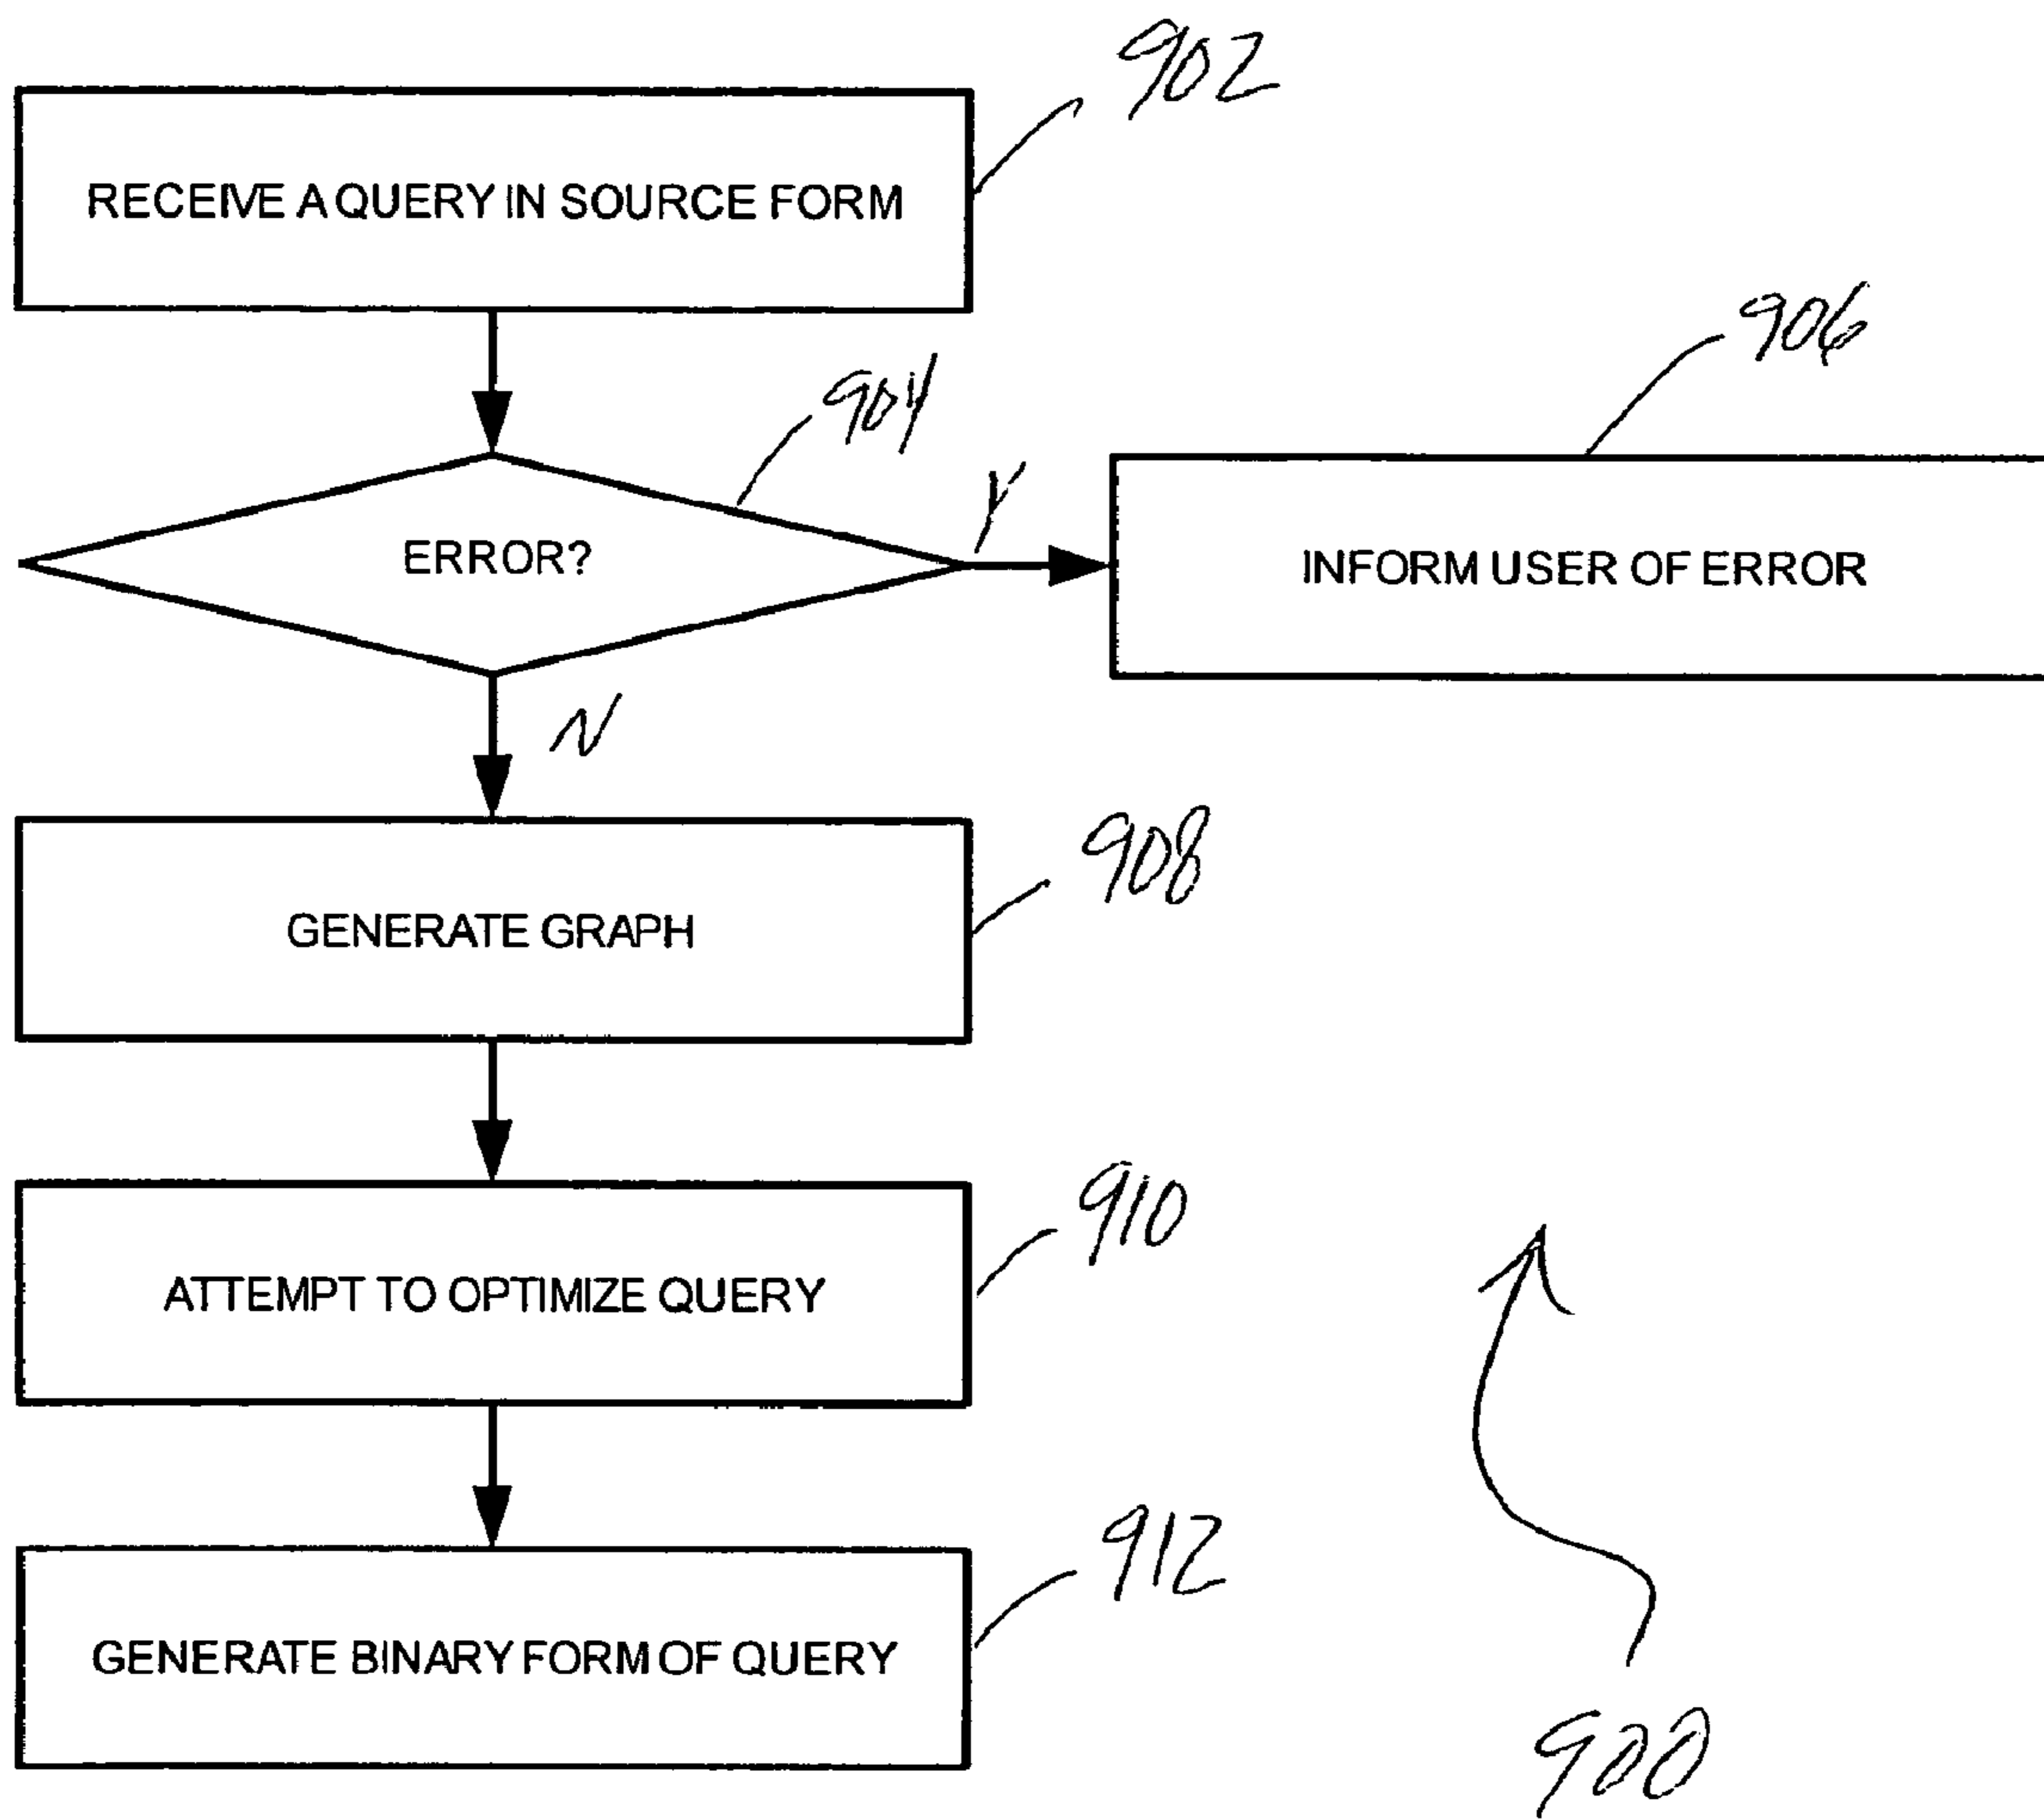 902
RECEIVE A QUERY IN SOURCE FORM
906
904
Y
ERROR?
INFORM USER OF ERROR
N
908
GENERATE GRAPH
910
ATTEMPT TO OPTIMIZE QUERY
912
GENERATE BINARY FORM OF QUERY
900